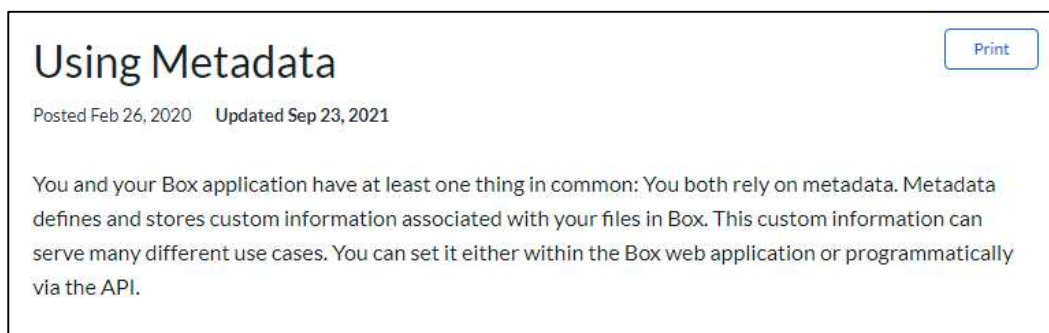 Using Metadata
Print
Posted Feb 26, 2020 Updated Sep 23, 2021
You and your Box application have at least one thing in common: You both rely on metadata. Metadata
defines and stores custom information associated with your files in Box. This custom information can
serve many different use cases. You can set it either within the Box web application or programmatically
via the API.